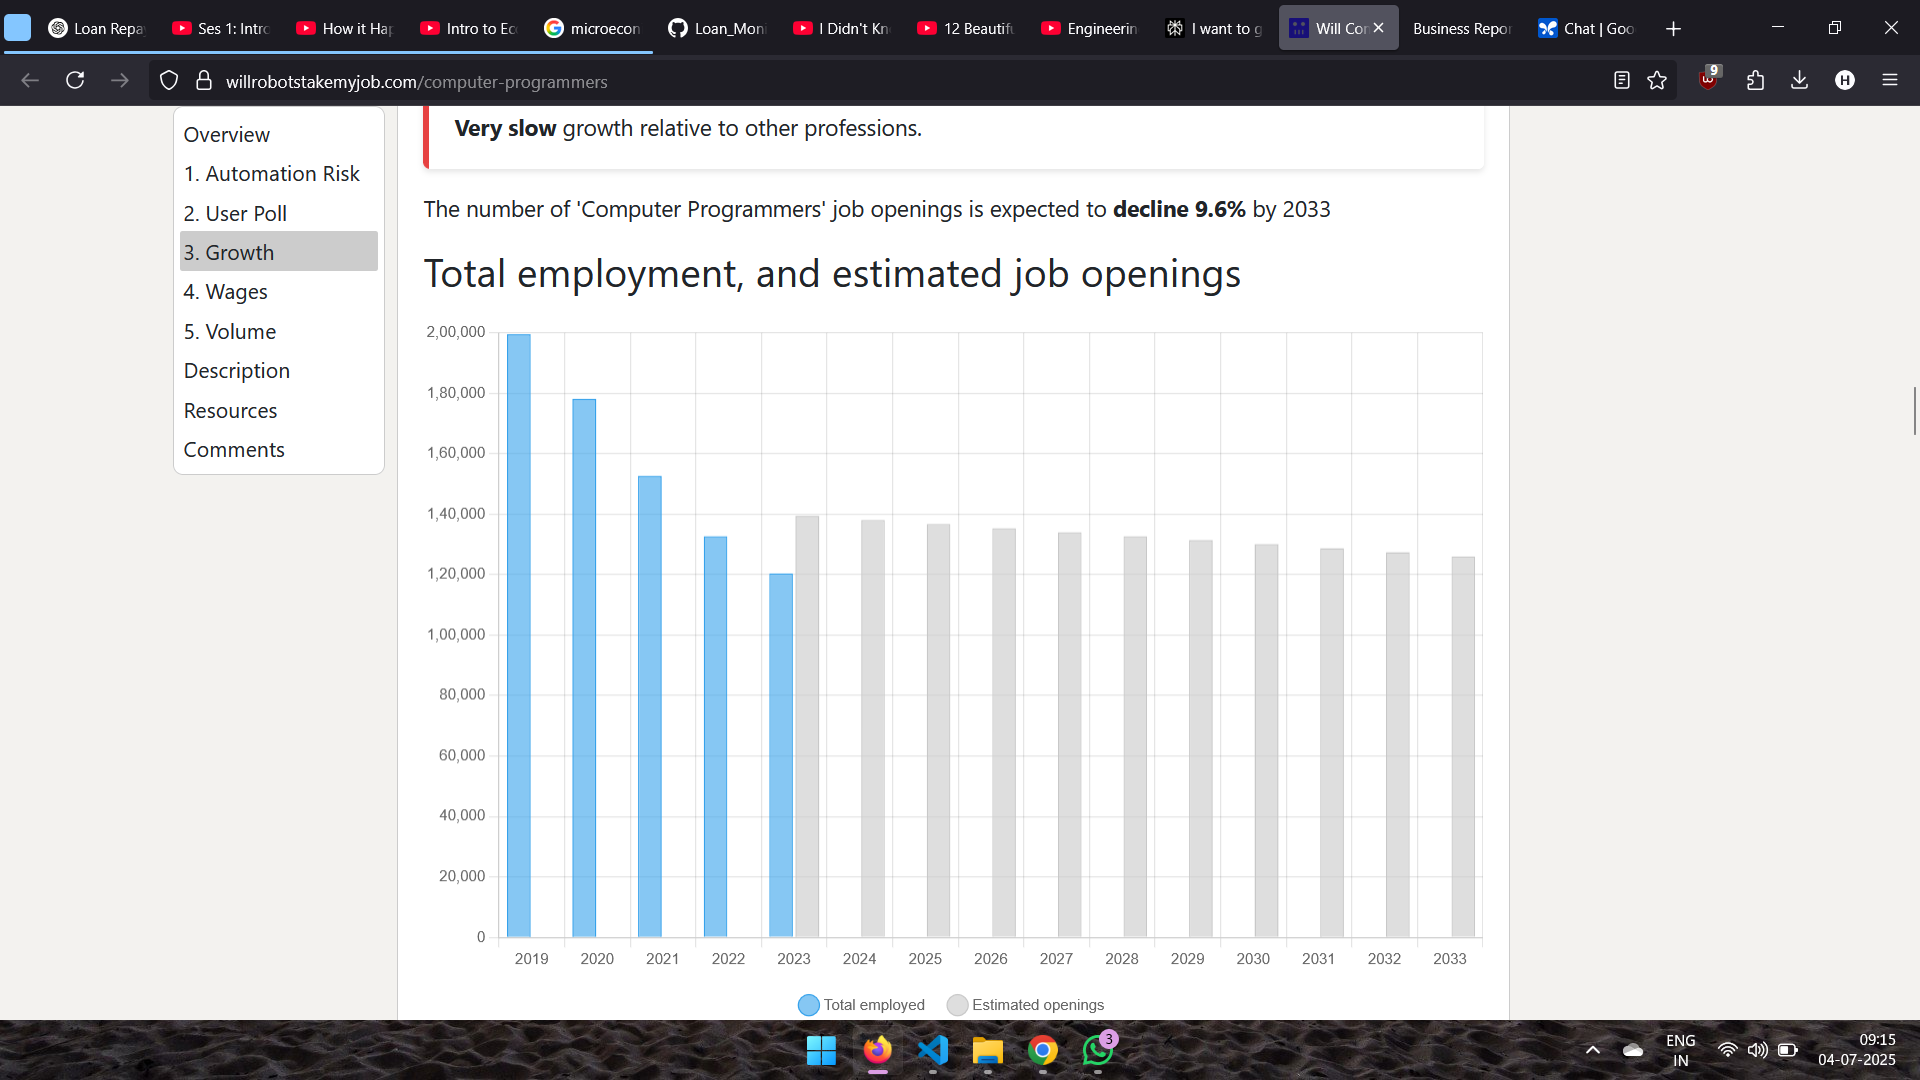 Loan Repa
Ses 1: Intro
How it Hap
Intro to Ec
microecon
Loan_Moni
I Didn't Kn
12 Beautifu
Engineerin
I want to g
Will Con
Business Repor
Chat | Goo
willrobotstakemyjob.com/computer-programmers
9
H
Overview
1. Automation Risk
2. User Poll
3. Growth
4. Wages
5. Volume
Description
Resources
Comments
Very slow growth relative to other professions.
The number of 'Computer Programmers' job openings is expected to decline 9.6% by 2033
Total employment, and estimated job openings
2,00,000
1,80,000
1,60,000
1,40,000
1,20,000
1,00,000
80,000
60,000
40,000
20,000
0
2019 2020 2021 2022 2023 2024 2025 2026 2027 2028 2029 2030 2031 2032 2033
Total employed Estimated openings
3
ENG
IN
09:15
04-07-2025